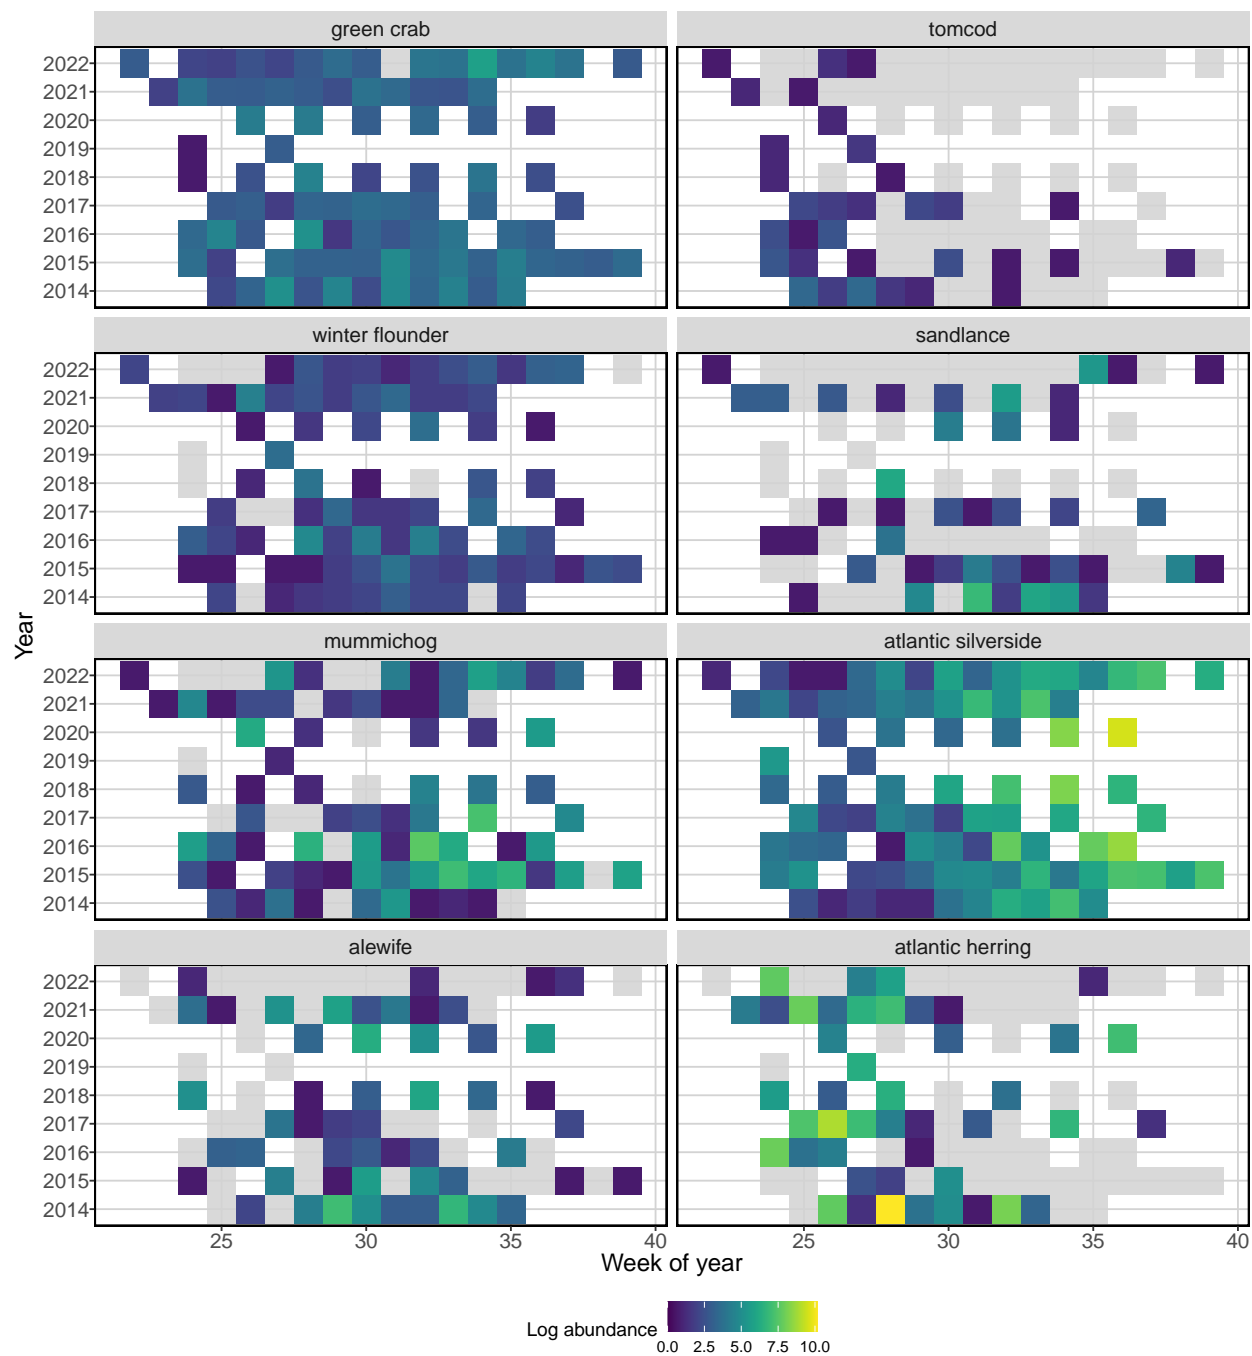 green crab
tomcod
2022
2021
2020
2019
2018
2017
2016
2015
2014
winter flounder
sandlance
2022
2021
2020
2019
2018
2017
2016
2015
2014
Year
mummichog
atlantic silverside
2022
2021
2020
2019
2018
2017
2016
2015
2014
alewife
atlantic herring
2022
2021
2020
2019
2018
2017
2016
2015
2014
25 30 35 40 25 30 35 40
Week of year
Log abundance
0.0 2.5 5.0 7.5 10.0